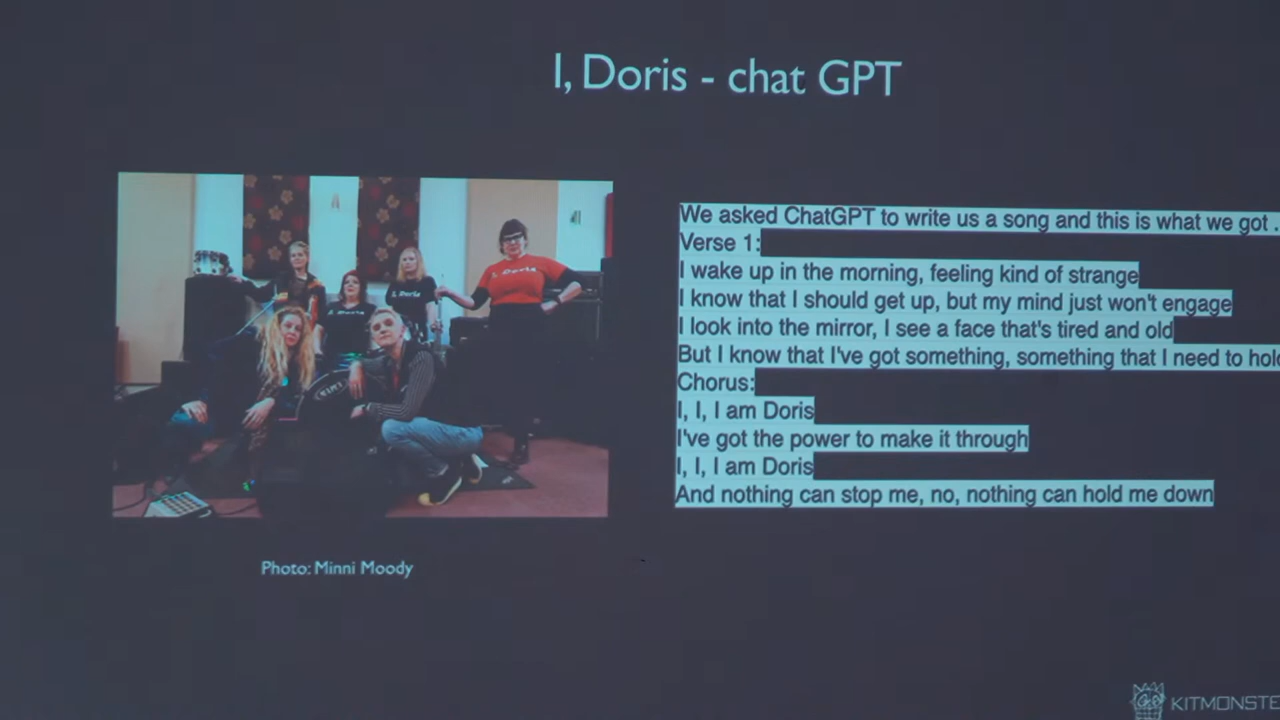 I, Doris - chat GPT
We asked ChatGPT to write us a song and this is what we got .
Verse 1:
I wake up in the morning, feeling kind of strange
I know that I should get up, but my mind just won't engage
I look into the mirror, I see a face that's tired and old
But I know that I've got something, something that I need to hold
Chorus:
I, I, I am Doris
I've got the power to make it through
I, I, I am Doris
And nothing can stop me, no, nothing can hold me down
I, Doris
I, Doris
Photo: Minni Moody
KITMONSTE